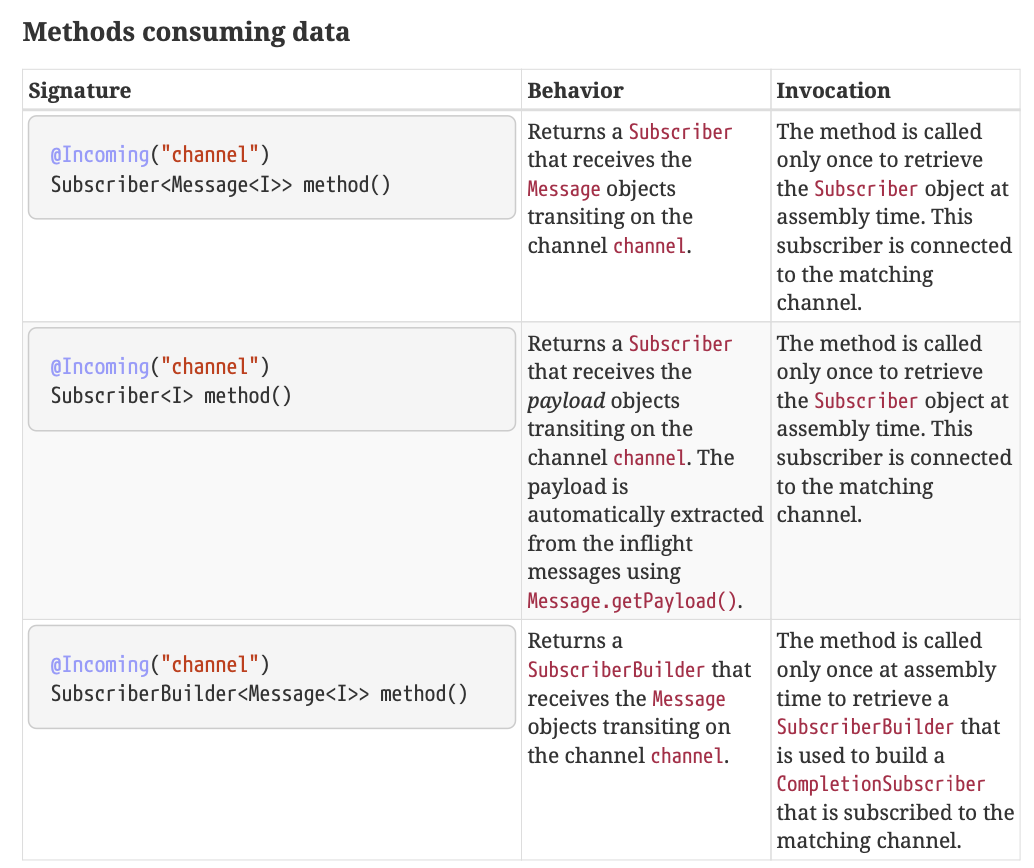 Methods consuming data
Signature
Behavior
Invocation
@Incoming("channel")
Subscriber<Message<I>> method()
Returns a Subscriber
that receives the
Message objects
transiting on the
channel channel.
The method is called
only once to retrieve
the Subscriber object at
assembly time. This
subscriber is connected
to the matching
channel.
@Incoming("channel")
Subscriber<I> method()
Returns a Subscriber
that receives the
payload objects
transiting on the
channel channel. The
payload is
automatically extracted
from the inflight
messages using
Message.getPayload().
The method is called
only once to retrieve
the Subscriber object at
assembly time. This
subscriber is connected
to the matching
channel.
@Incoming("channel")
SubscriberBuilder<Message<I>> method()
Returns a
SubscriberBuilder that
receives the Message
objects transiting on
the channel channel.
The method is called
only once at assembly
time to retrieve a
SubscriberBuilder that
is used to build a
CompletionSubscriber
that is subscribed to the
matching channel.